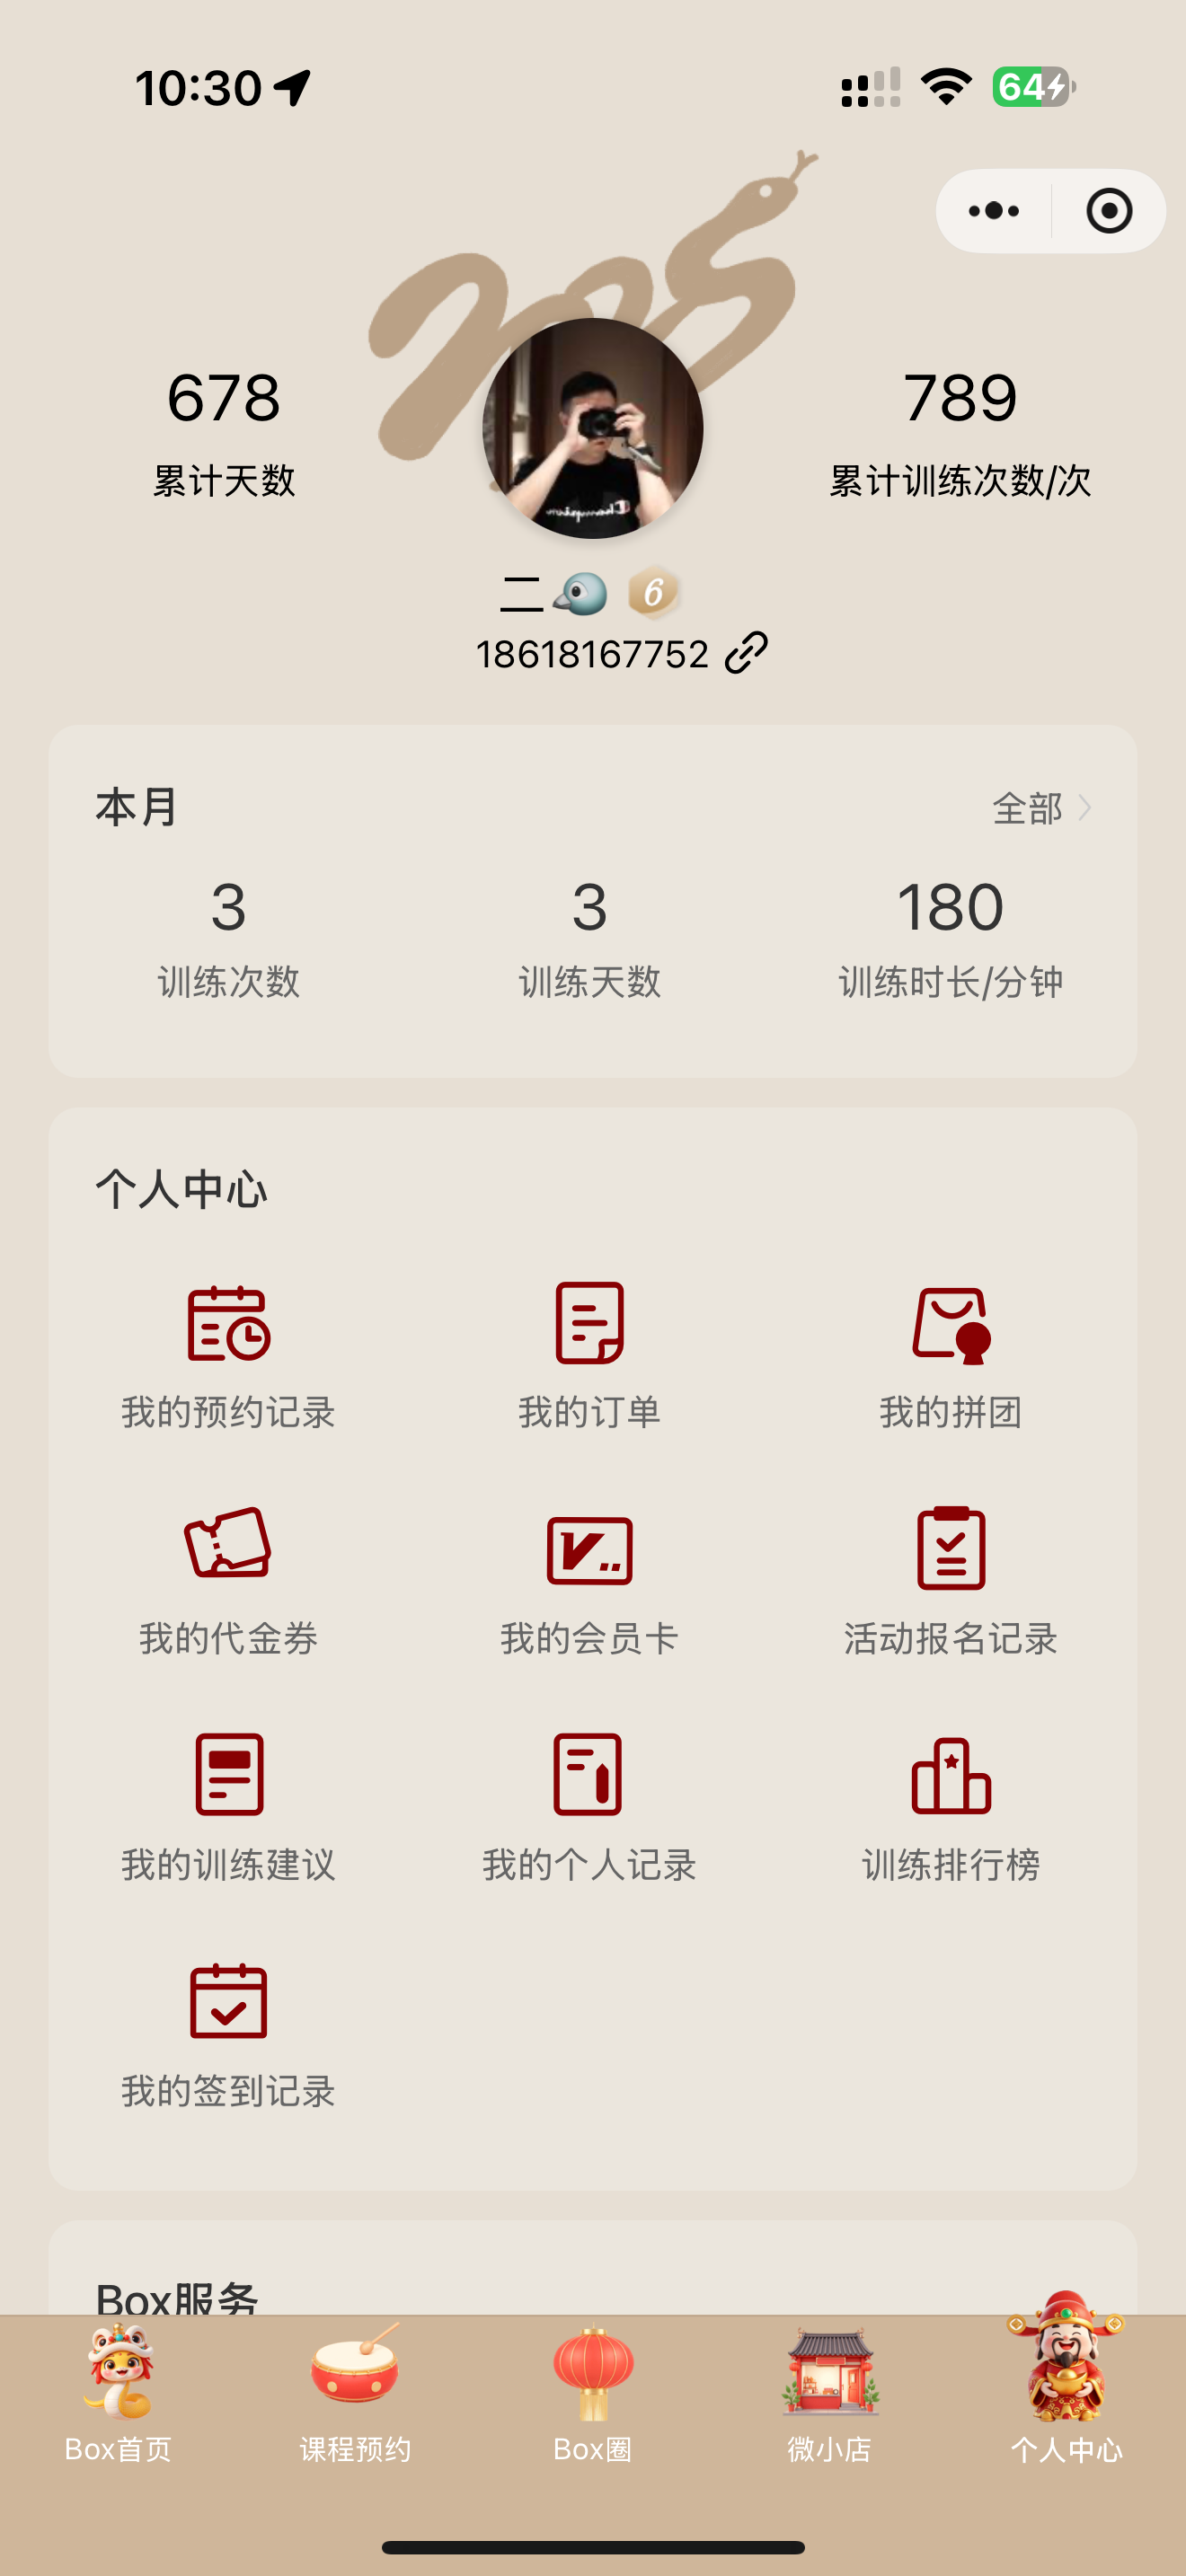 10:30
64
678
789
累计天数
累计训练次数/次
Champion
二🐦 6
18618167752
本月
全部
3
3
180
训练次数
训练天数
训练时长/分钟
个人中心
我的预约记录
我的订单
我的拼团
我的代金券
我的会员卡
活动报名记录
我的训练建议
我的个人记录
训练排行榜
我的签到记录
Box服务
Box首页
课程预约
Box圈
微小店
个人中心